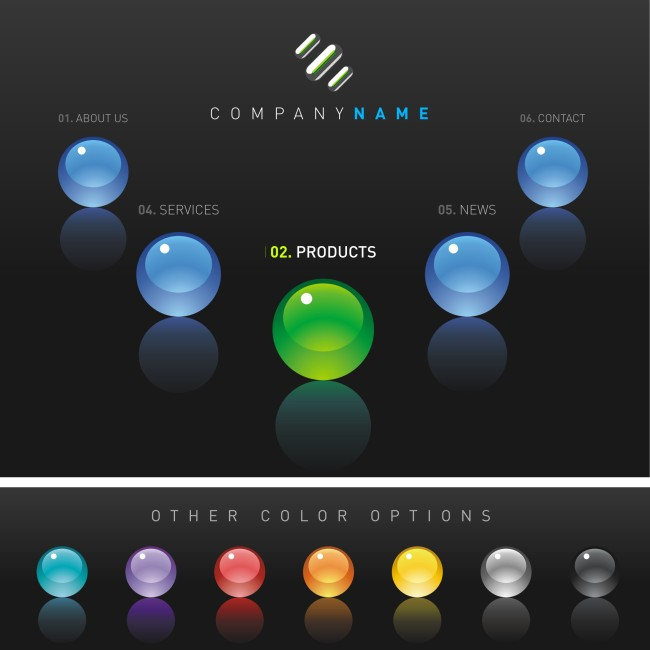 COMPANYNAME
01. ABOUT US
06. CONTACT
04. SERVICES
05. NEWS
02. PRODUCTS
OTHER COLOR OPTIONS